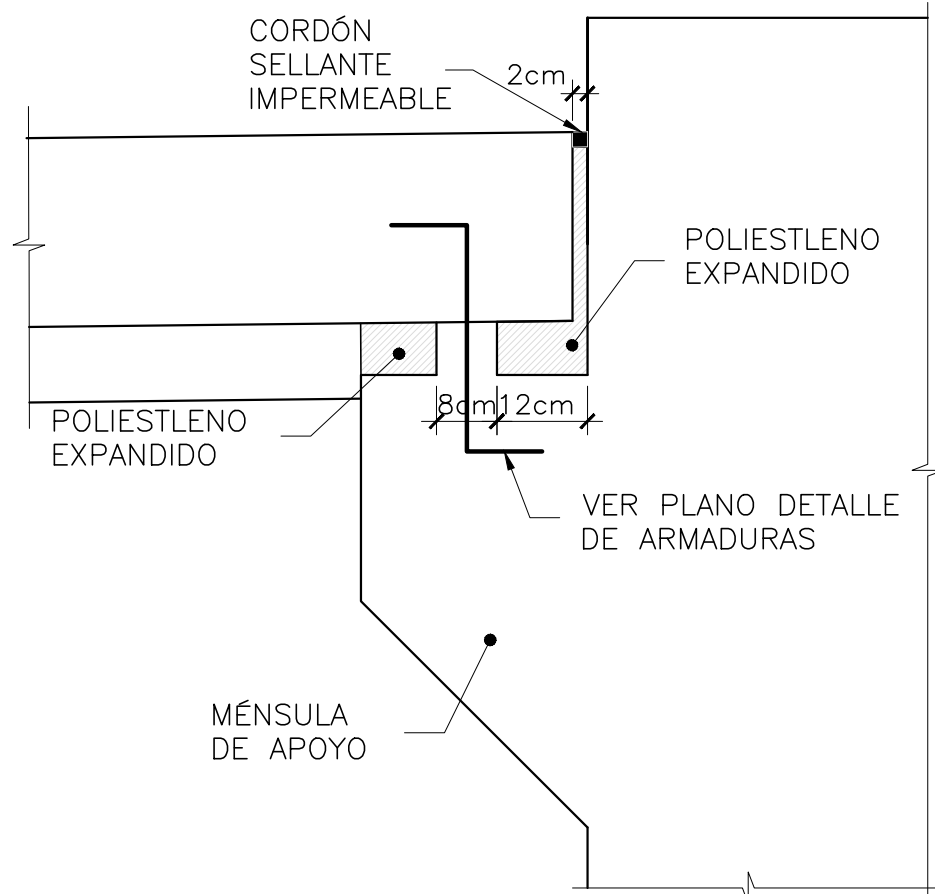 CORDÓN
SELLANTE
IMPERMEABLE
2cm
POLIESTLENO
EXPANDIDO
8cm
12cm
POLIESTLENO
EXPANDIDO
VER PLANO DETALLE
DE ARMADURAS
MÉNSULA
DE APOYO